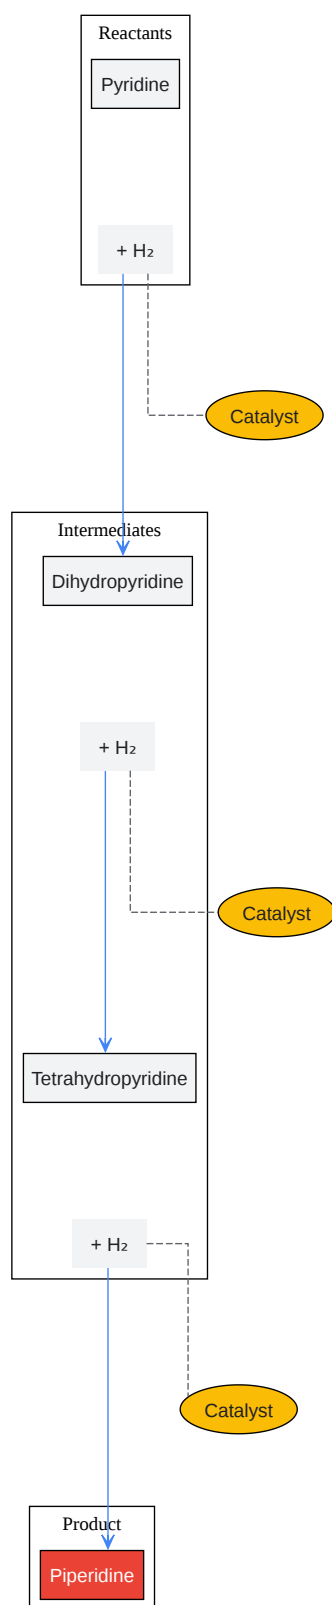 Reactants
Pyridine
+ H₂
Catalyst
Intermediates
Dihydropyridine
+ H₂
Catalyst
Tetrahydropyridine
+ H₂
Catalyst
Product
Piperidine